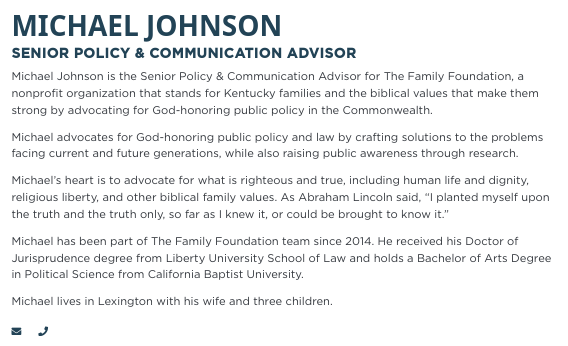 MICHAEL JOHNSON
SENIOR POLICY & COMMUNICATION ADVISOR
Michael Johnson is the Senior Policy & Communication Advisor for The Family Foundation, a
nonprofit organization that stands for Kentucky families and the biblical values that make them
strong by advocating for God-honoring public policy in the Commonwealth.
Michael advocates for God-honoring public policy and law by crafting solutions to the problems
facing current and future generations, while also raising public awareness through research.
Michael’s heart is to advocate for what is righteous and true, including human life and dignity,
religious liberty, and other biblical family values. As Abraham Lincoln said, “I planted myself upon
the truth and the truth only, so far as I knew it, or could be brought to know it.”
Michael has been part of The Family Foundation team since 2014. He received his Doctor of
Jurisprudence degree from Liberty University School of Law and holds a Bachelor of Arts Degree
in Political Science from California Baptist University.
Michael lives in Lexington with his wife and three children.